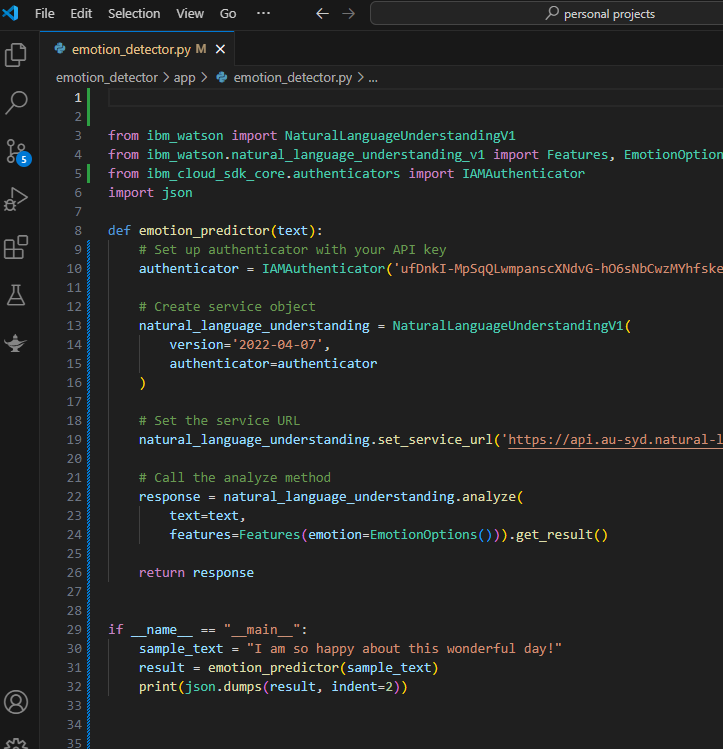 File Edit Selection View Go ··· ← → personal projects
emotion_detector.py M ×
emotion_detector > app > emotion_detector.py > ...
1
2
3 from ibm_watson import NaturalLanguageUnderstandingV1
4 from ibm_watson.natural_language_understanding_v1 import Features, EmotionOption
5 from ibm_cloud_sdk_core.authenticators import IAMAuthenticator
6 import json
7
8 def emotion_predictor(text):
9     # Set up authenticator with your API key
10     authenticator = IAMAuthenticator('ufDnkI-MpSqQLwmpanscXNdvG-hO6sNbCwzMYhfske
11
12     # Create service object
13     natural_language_understanding = NaturalLanguageUnderstandingV1(
14         version='2022-04-07',
15         authenticator=authenticator
16     )
17
18     # Set the service URL
19     natural_language_understanding.set_service_url('https://api.au-syd.natural-l
20
21     # Call the analyze method
22     response = natural_language_understanding.analyze(
23         text=text,
24         features=Features(emotion=EmotionOptions())).get_result()
25
26     return response
27
28
29 if __name__ == "__main__":
30     sample_text = "I am so happy about this wonderful day!"
31     result = emotion_predictor(sample_text)
32     print(json.dumps(result, indent=2))
33
34
35
5